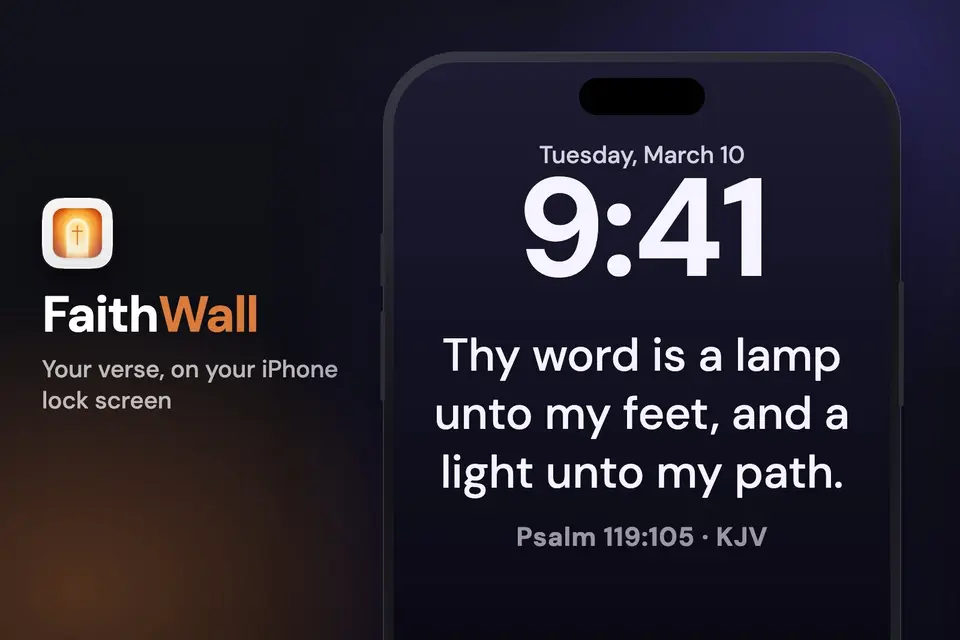 FaithWall
Your verse, on your iPhone
lock screen
Tuesday, March 10
9:41
Thy word is a lamp
unto my feet, and a
light unto my path.
Psalm 119:105 · KJV